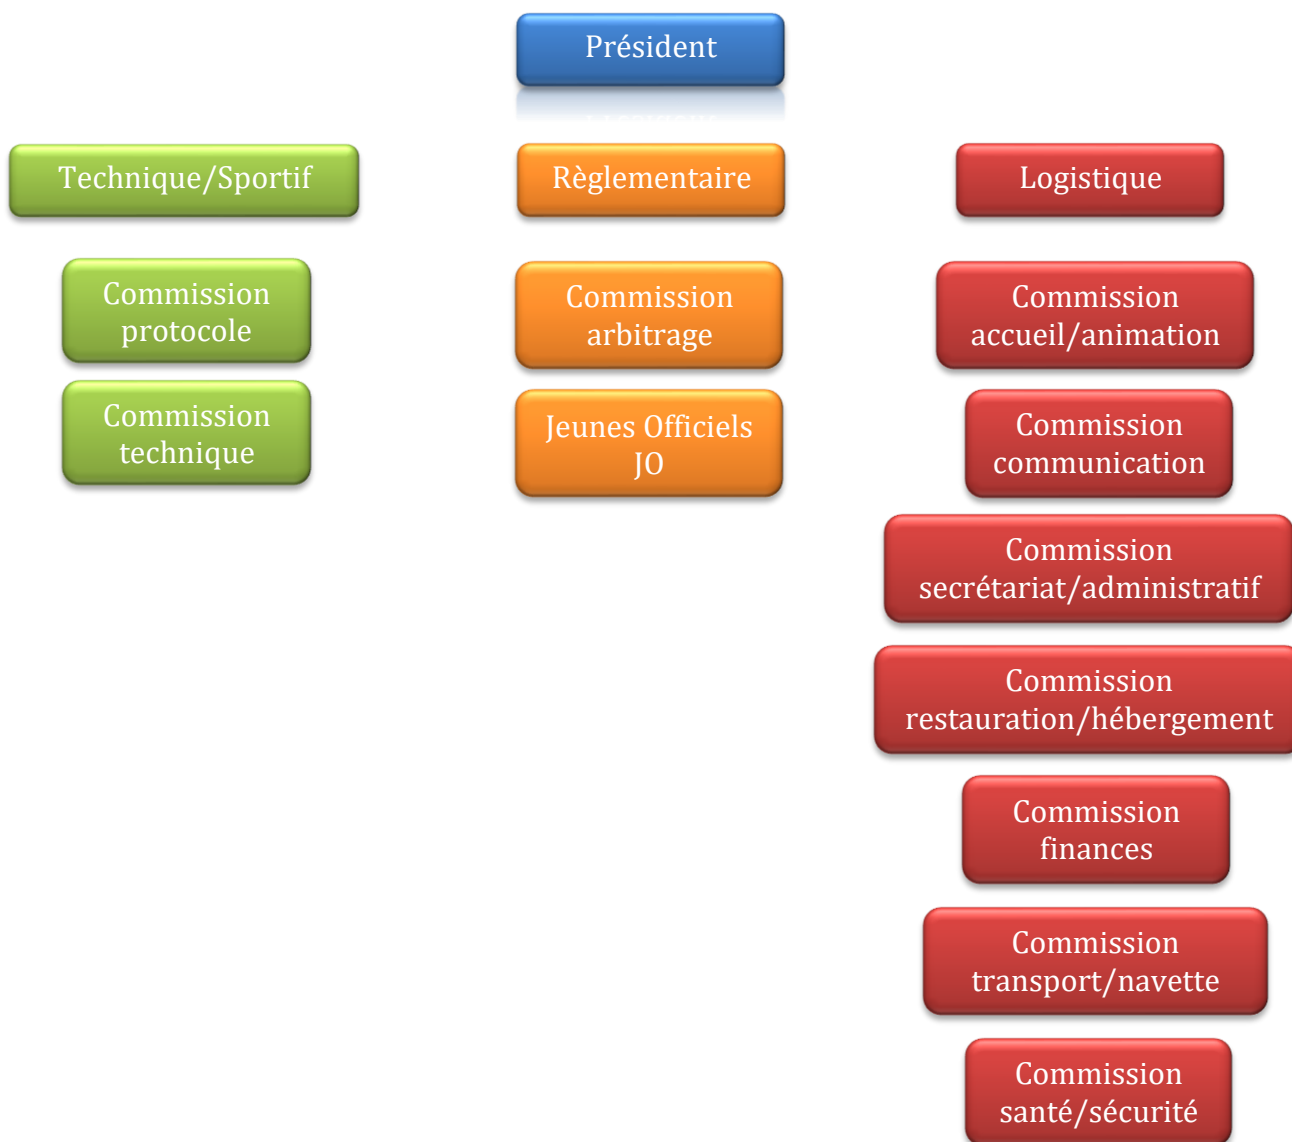 Président
Technique/Sportif
Règlementaire
Logistique
Commission
protocole
Commission
technique
Commission
arbitrage
Jeunes Officiels
JO
Commission
accueil/animation
Commission
communication
Commission
secrétariat/administratif
Commission
restauration/hébergement
Commission
finances
Commission
transport/navette
Commission
santé/sécurité